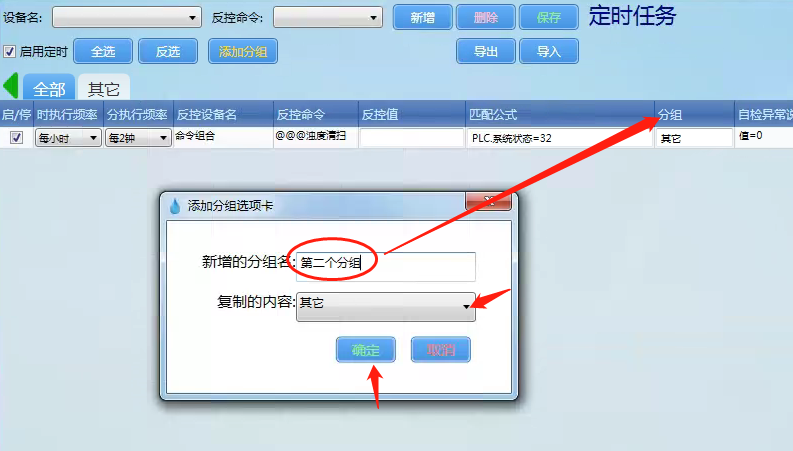 设备名: 反控命令: 新增 删除 保存 定时任务
启用定时 全选 反选 添加分组 导出 导入
全部 其它
启/停 时执行频率 分执行频率 反控设备名 反控命令 反控值 匹配公式 分组 自检异常说
每小时 每2钟 命令组合 @@@浊度清扫 PLC.系统状态=32 其它 值=0
添加分组选项卡
新增的分组名: 第二个分组
复制的内容: 其它
确定 取消